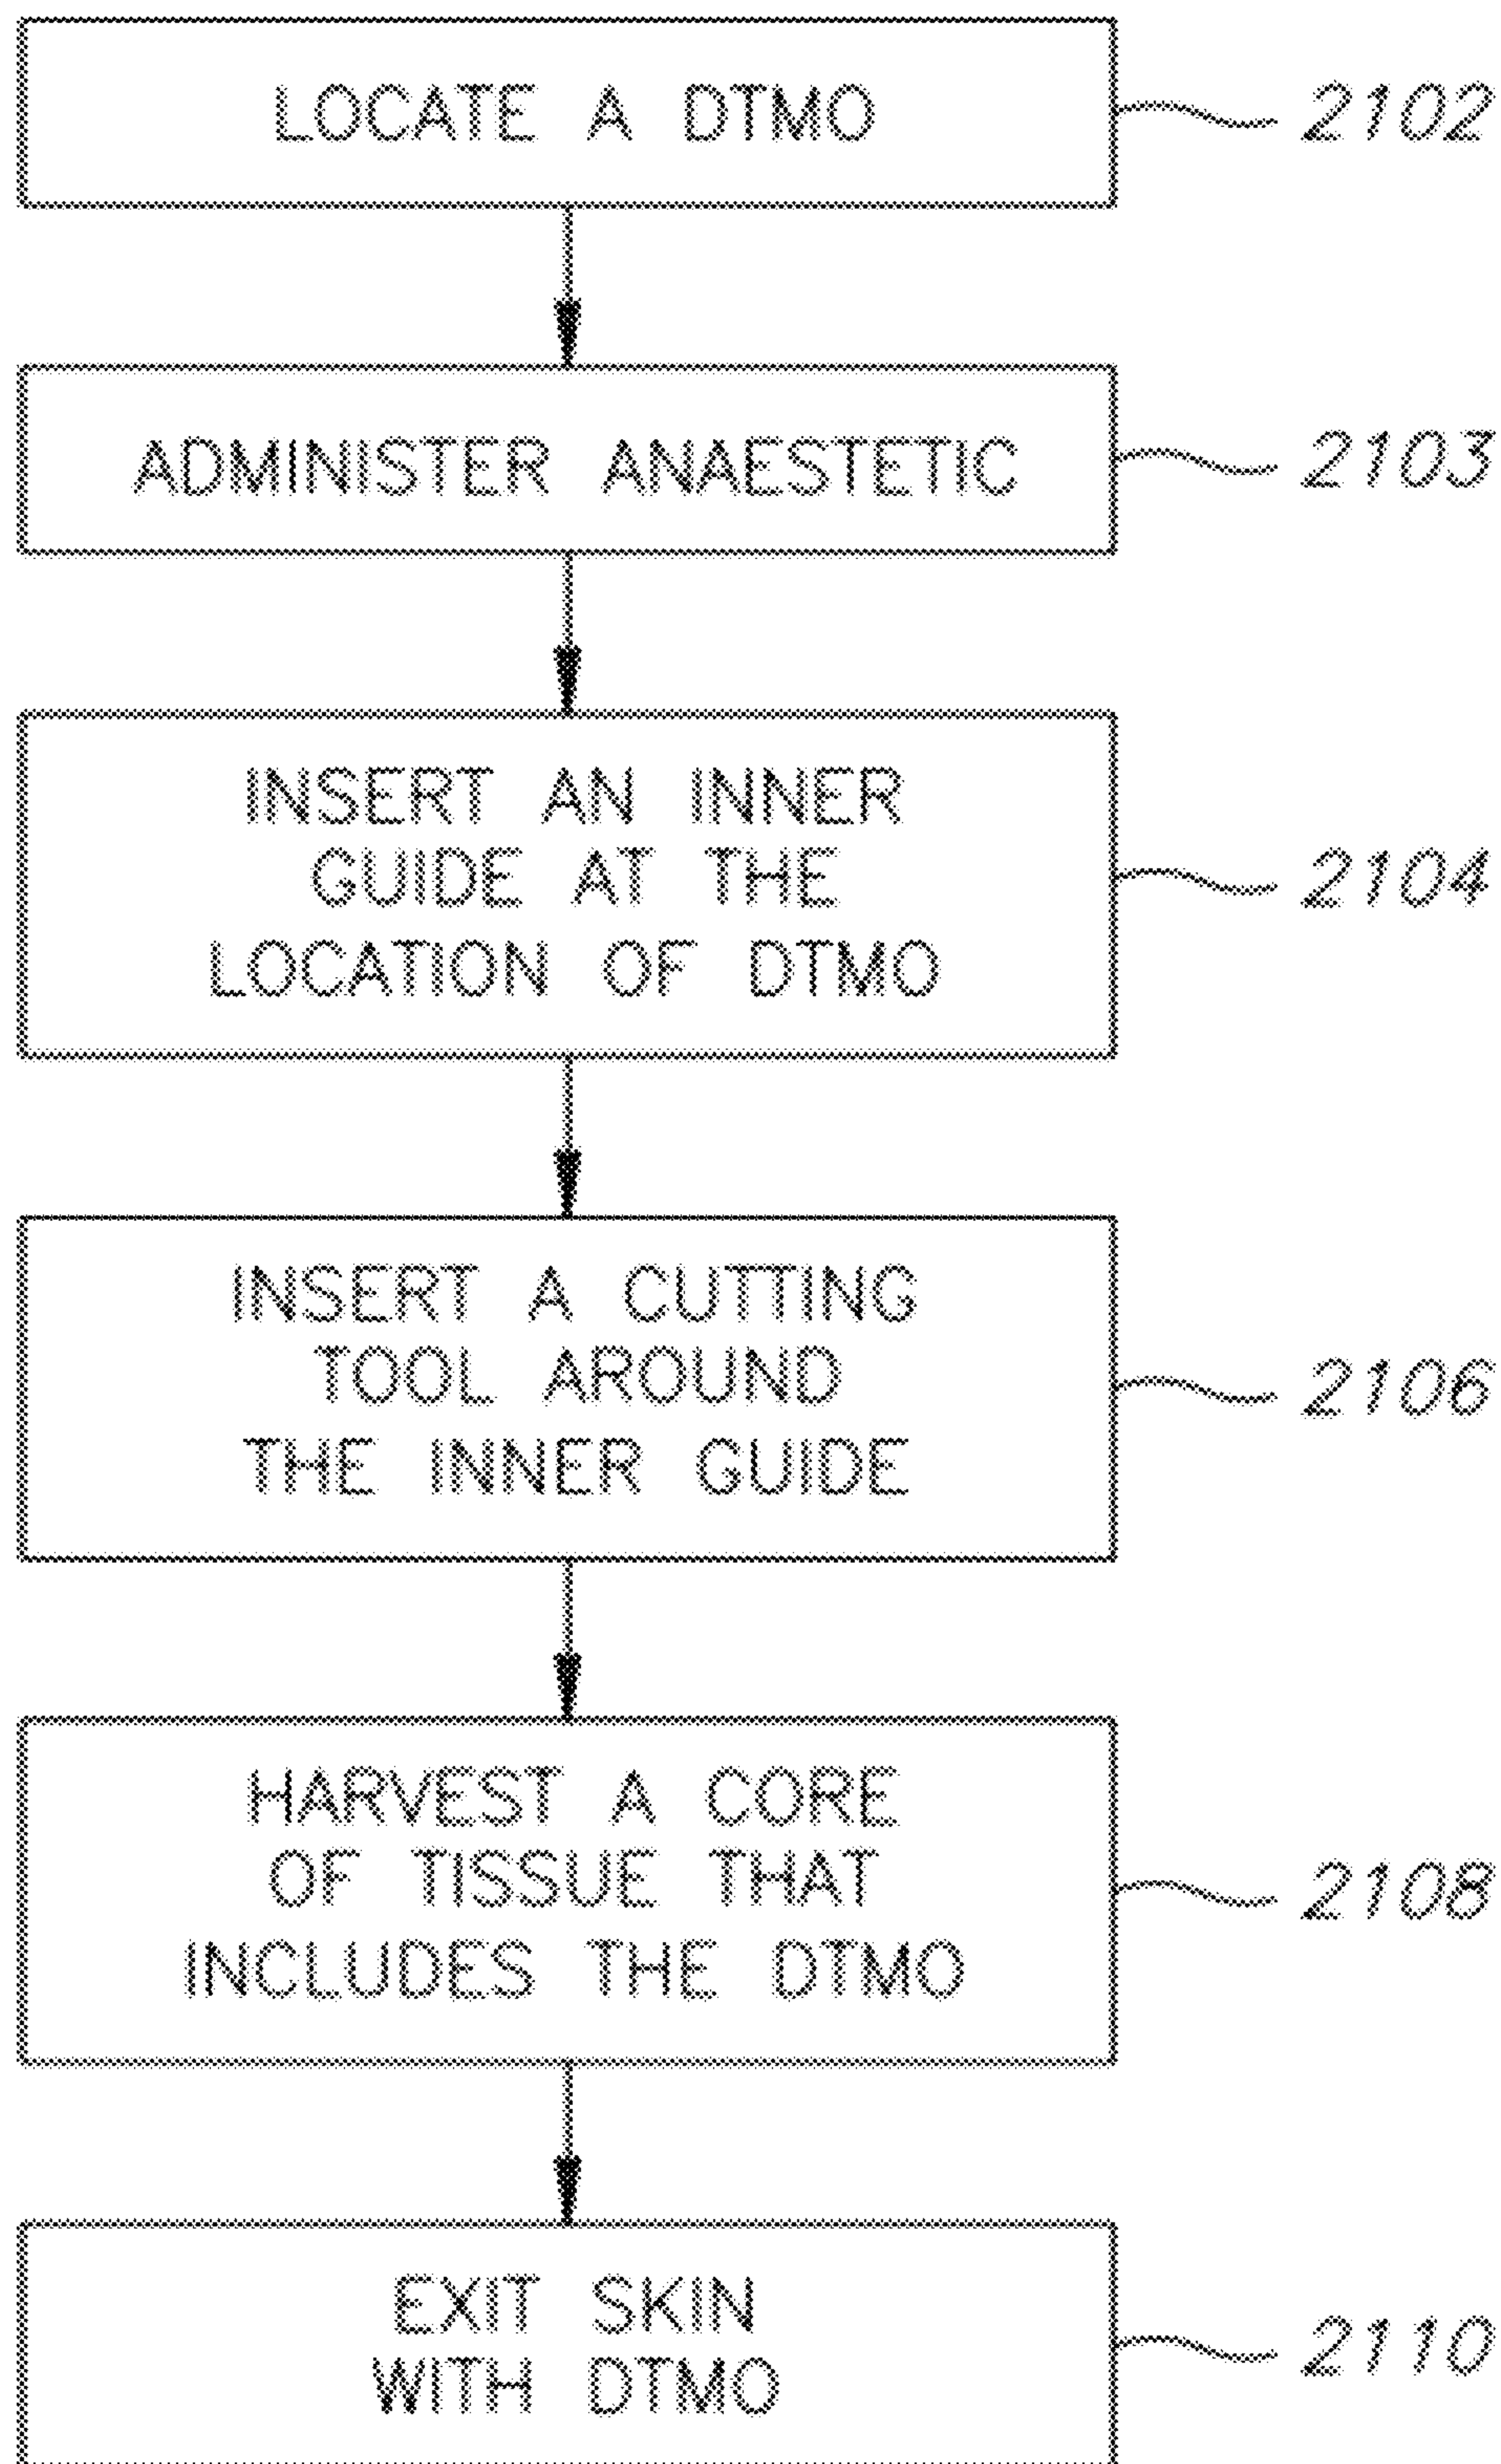 LOCATE A DTMO
2102
ADMINISTER ANAESTETIC
2103
INSERT AN INNER
GUIDE AT THE
LOCATION OF DTMO
2104
INSERT A CUTTING
TOOL AROUND
THE INNER GUIDE
2106
HARVEST A CORE
OF TISSUE THAT
INCLUDES THE DTMO
2108
EXIT SKIN
WITH DTMO
2110